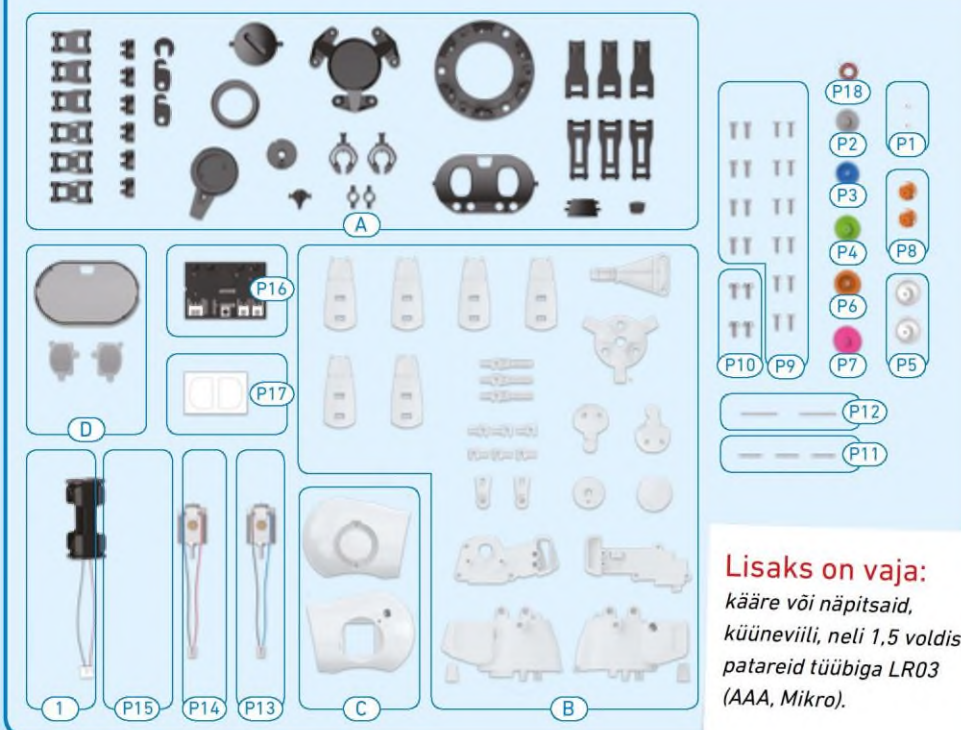 A
P18
P2
P1
P3
P4
P8
P6
P10
P9
P7
P5
P16
P17
D
P12
P11
1
P15
P14
P13
C
B
Lisaks on vaja:
kääre või näpitsaid,
küüneviili, neli 1,5 voldis
patareid tüübiga LR03
(AAA, Mikro).